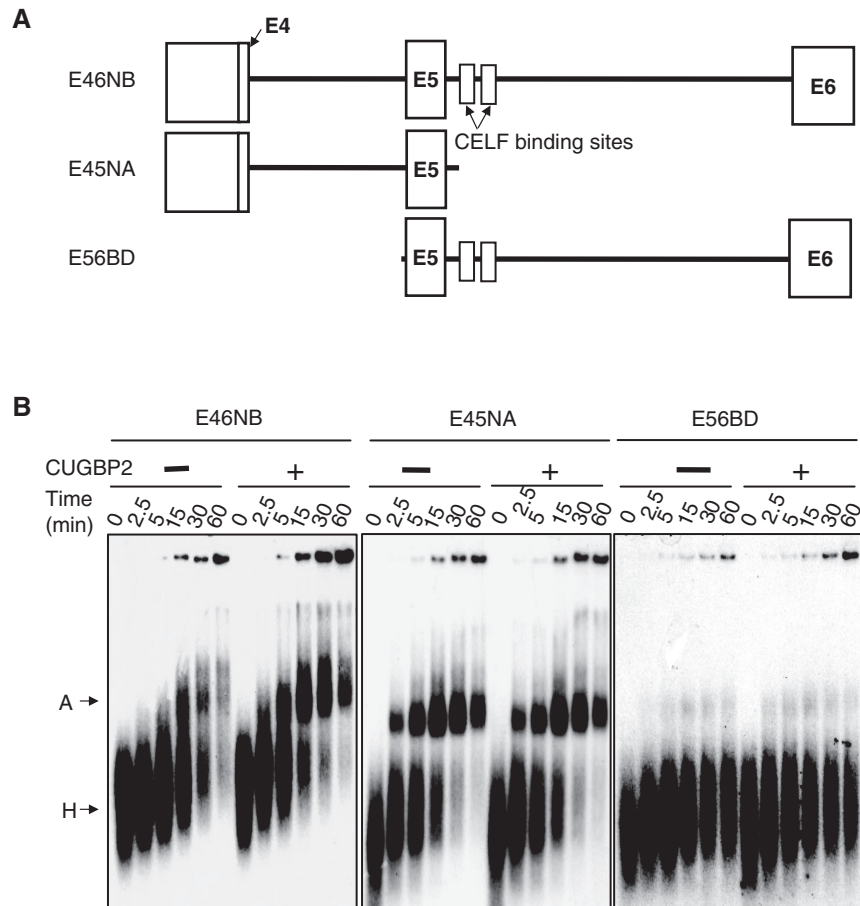 A
E4
E46NB
E5
E6
CELF binding sites
E45NA
E5
E56BD
E5
E6
B
E46NB
E45NA
E56BD
CUGBP2 – + – + – +
Time
(min)
0 2.5 5 15 30 60 0 2.5 5 15 30 60 0 2.5 5 15 30 60 0 2.5 5 15 30 60 0 2.5 5 15 30 60 0 2.5 5 15 30 60
A
H